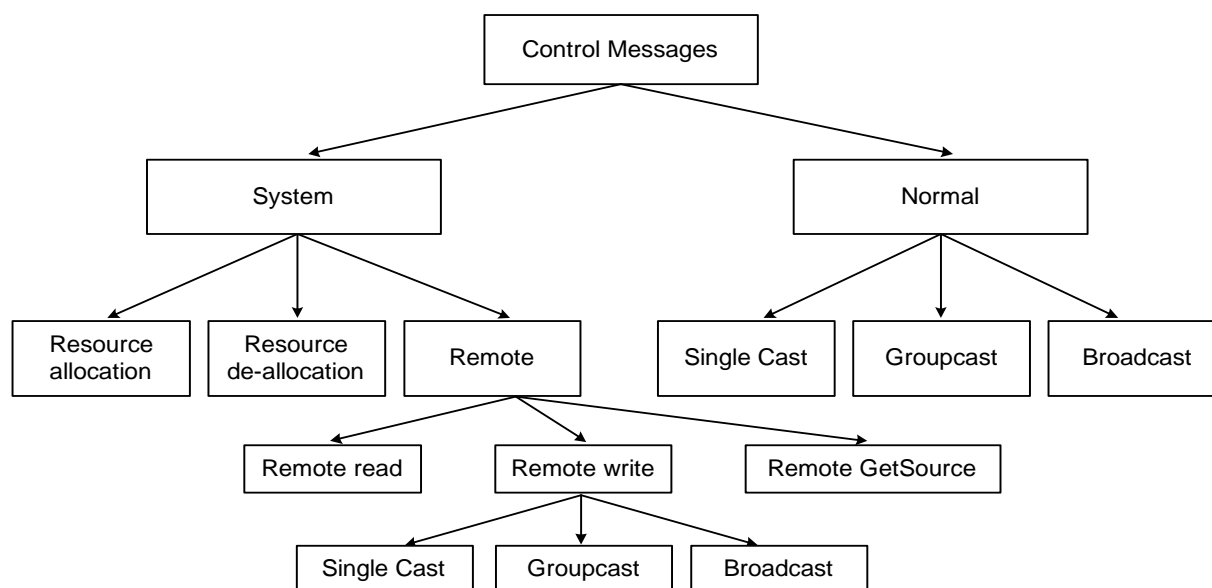 Control Messages
System
Normal
Resource
allocation
Resource
de-allocation
Remote
Single Cast
Groupcast
Broadcast
Remote read
Remote write
Remote GetSource
Single Cast
Groupcast
Broadcast